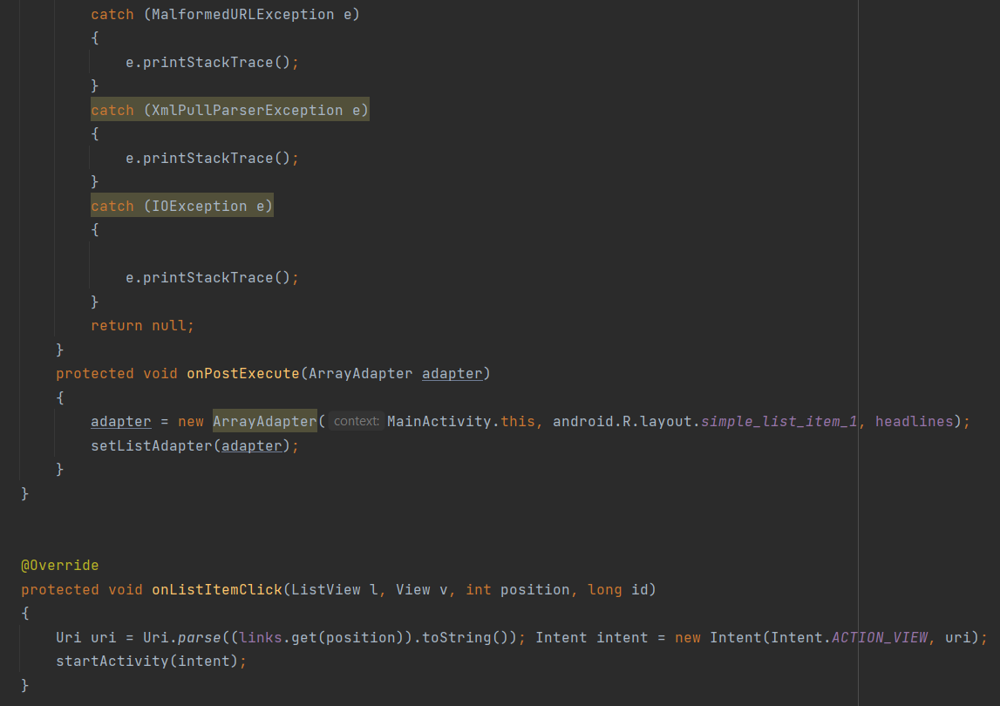 catch (MalformedURLException e)
{
e.printStackTrace();
}
catch (XmlPullParserException e)
{
e.printStackTrace();
}
catch (IOException e)
{
e.printStackTrace();
}
return null;
}
protected void onPostExecute(ArrayAdapter adapter)
{
adapter = new ArrayAdapter( context: MainActivity.this, android.R.layout.simple_list_item_1, headlines);
setListAdapter(adapter);
}
}
@Override
protected void onListItemClick(ListView l, View v, int position, long id)
{
Uri uri = Uri.parse((links.get(position)).toString()); Intent intent = new Intent(Intent.ACTION_VIEW, uri);
startActivity(intent);
}